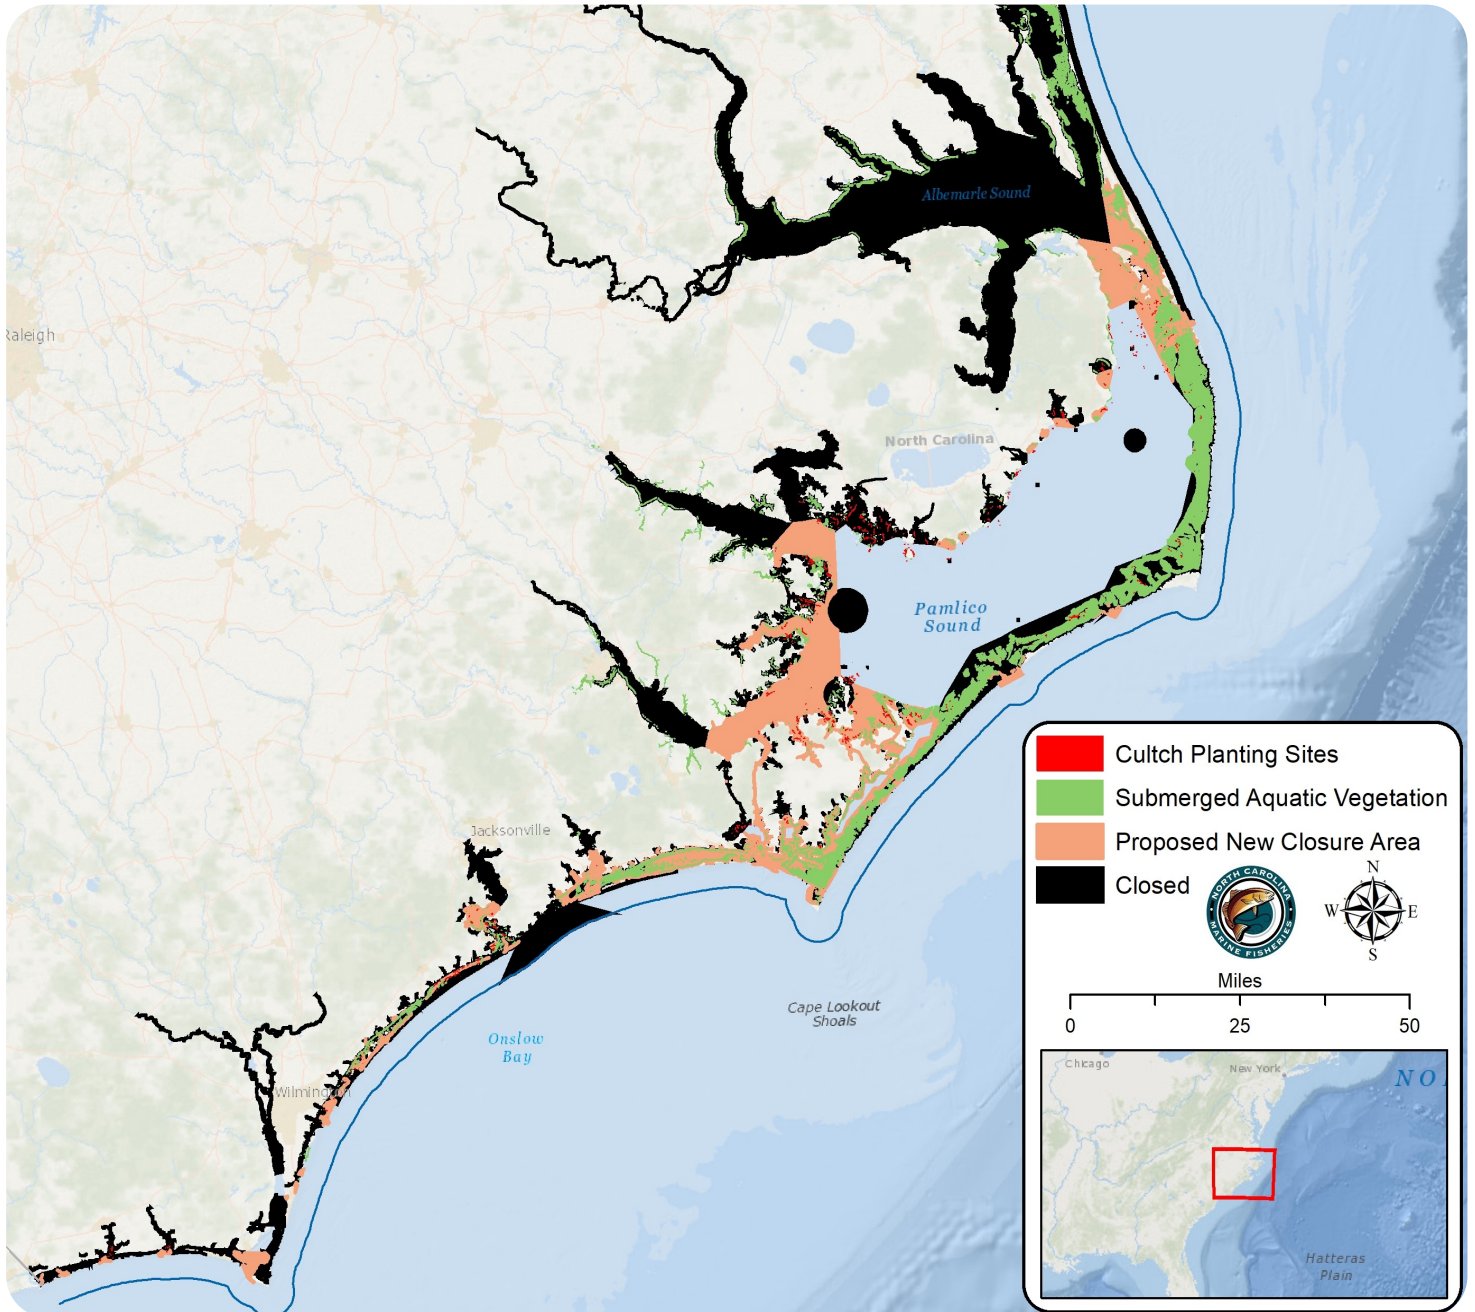 Albemarle Sound
Raleigh
North Carolina
Pamlico
Sound
Jacksonville
Cape Lookout
Shoals
Onslow
Bay
Wilmington
Cultch Planting Sites
Submerged Aquatic Vegetation
Proposed New Closure Area
Closed
NORTH CAROLINA
MARINE FISHERIES
N
W E
S
Miles
0 25 50
Chicago
New York
N O
Hatteras
Plain